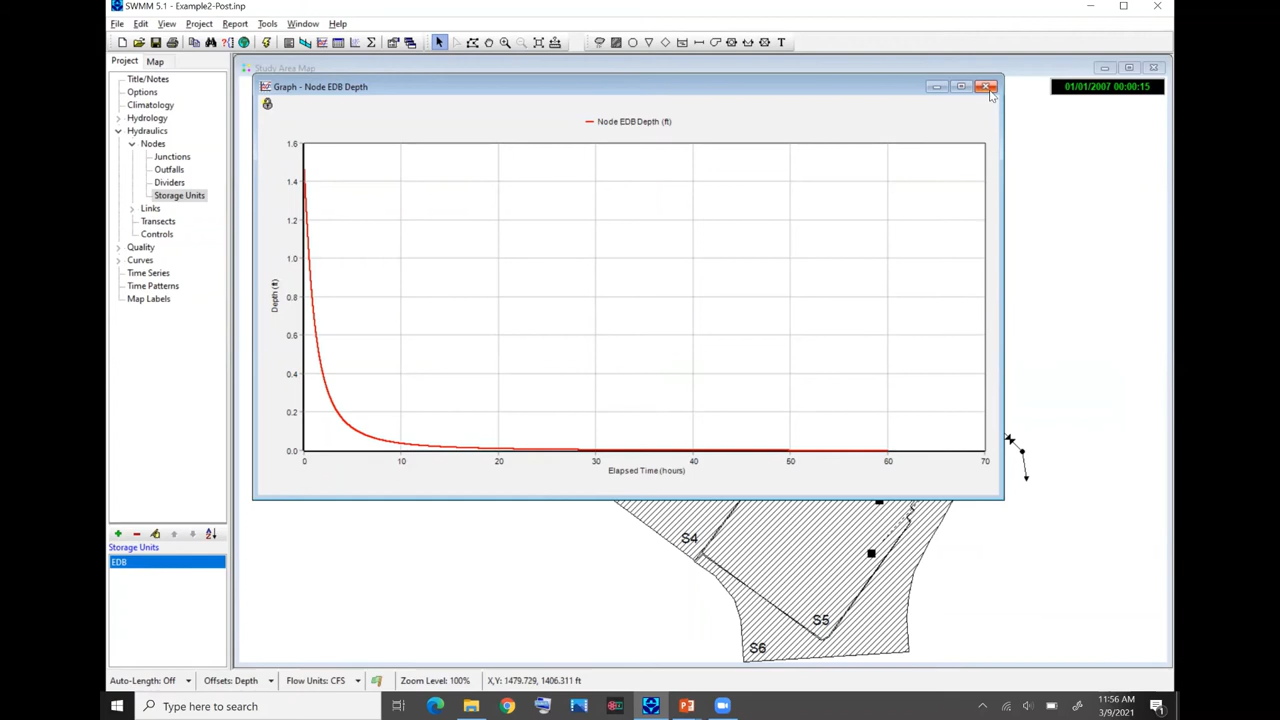 SWMM 5.1 - Example2-Post.inp
File Edit View Project Report Tools Window Help
Project Map
Title/Notes
Options
Climatology
Hydrology
Hydraulics
Nodes
Junctions
Outfalls
Dividers
Storage Units
Links
Transects
Controls
Quality
Curves
Time Series
Time Patterns
Map Labels
Storage Units
EDB
Study Area Map
01/01/2007 00:00:15
Graph - Node EDB Depth
Node EDB Depth (ft)
1.6
1.4
1.2
1.0
0.8
0.6
0.4
0.2
0.0
Depth (ft)
0 10 20 30 40 50 60 70
Elapsed Time (hours)
S4
S5
S6
Auto-Length: Off Offsets: Depth Flow Units: CFS Zoom Level: 100% X,Y: 1479.729, 1406.311 ft
Type here to search
11:56 AM
3/9/2021